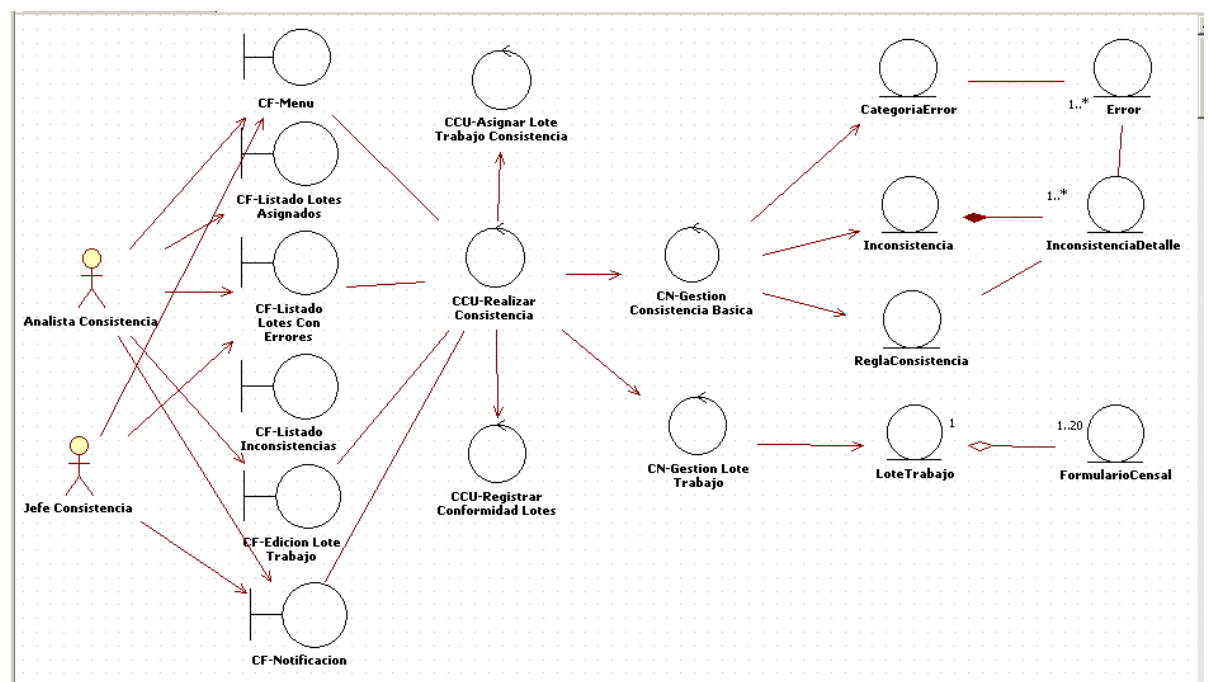 CF-Menu
CCU-Asignar Lote
Trabajo Consistencia
CategoriaError
1..*
Error
CF-Listado Lotes
Asignados
1..*
Inconsistencia
InconsistenciaDetalle
Analista Consistencia
CF-Listado
Lotes Con
Errores
CCU-Realizar
Consistencia
CN-Gestion
Consistencia Basica
ReglaConsistencia
CF-Listado
Inconsistencias
1
1..20
CN-Gestion Lote
Trabajo
LoteTrabajo
FormularioCensal
Jefe Consistencia
CCU-Registrar
Conformidad Lotes
CF-Edicion Lote
Trabajo
CF-Notificacion